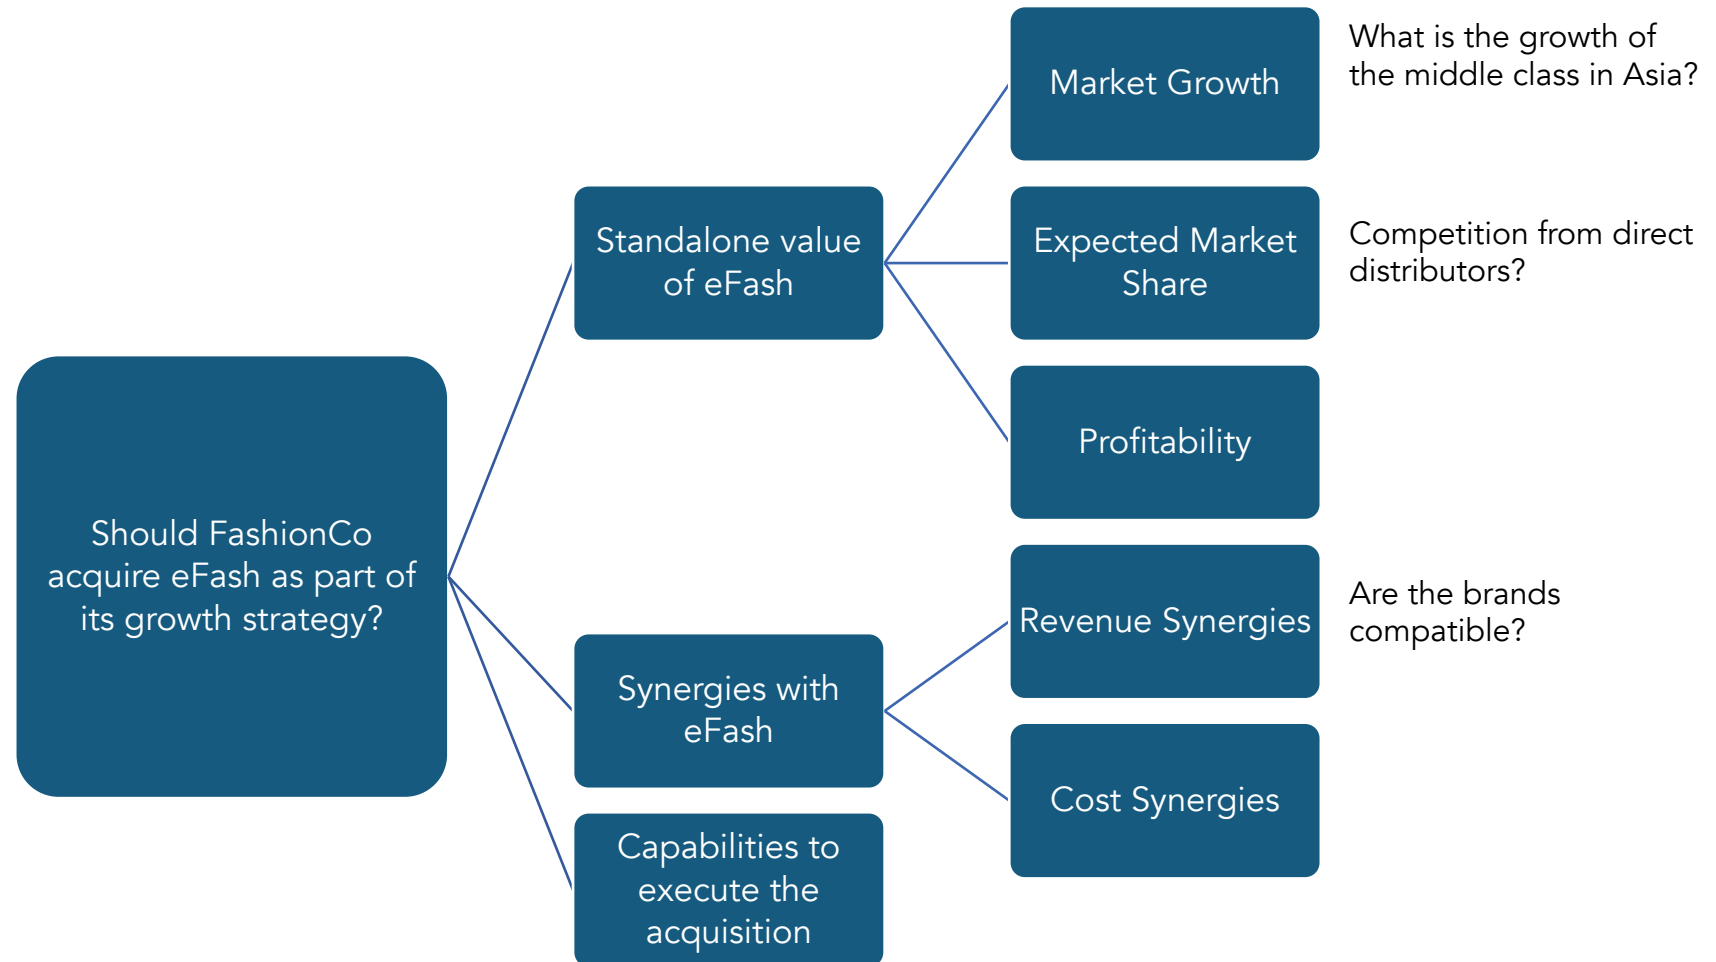 Should FashionCo
acquire eFash as part of
its growth strategy?
Standalone value
of eFash
Market Growth
What is the growth of
the middle class in Asia?
Expected Market
Share
Competition from direct
distributors?
Profitability
Synergies with
eFash
Revenue Synergies
Are the brands
compatible?
Cost Synergies
Capabilities to
execute the
acquisition